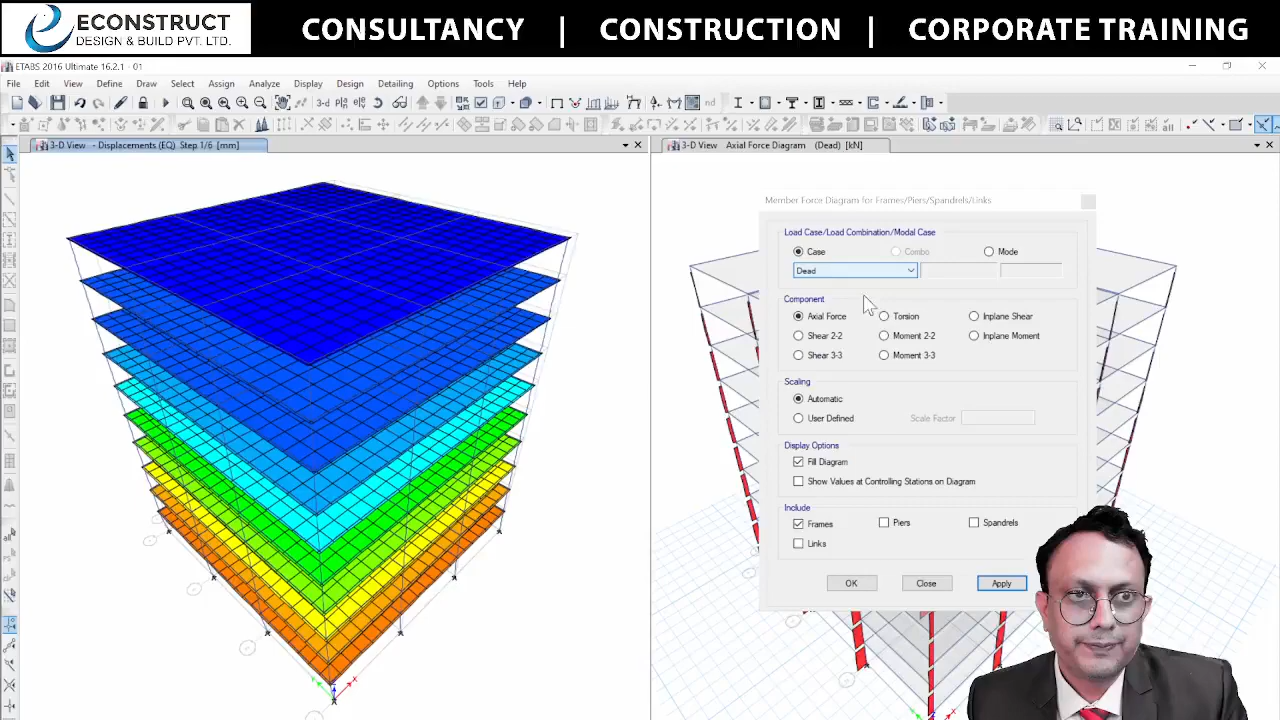 ECONSTRUCT
DESIGN & BUILD PVT. LTD.
CONSULTANCY | CONSTRUCTION | CORPORATE TRAINING
ETABS 2016 Ultimate 16.2.1 - 01
File Edit View Define Draw Select Assign Analyze Display Design Detailing Options Tools Help
3-d
nd
3-D View - Displacements (EQ) Step 1/6 [mm]
3-D View Axial Force Diagram (Dead) [kN]
Member Force Diagram for Frames/Piers/Spandrels/Links
Load Case/Load Combination/Modal Case
Case Combo Mode
Dead
Component
Axial Force Torsion Inplane Shear
Shear 2-2 Moment 2-2 Inplane Moment
Shear 3-3 Moment 3-3
Scaling
Automatic
User Defined Scale Factor
Display Options
Fill Diagram
Show Values at Controlling Stations on Diagram
Include
Frames Piers Spandrels
Links
OK Close Apply